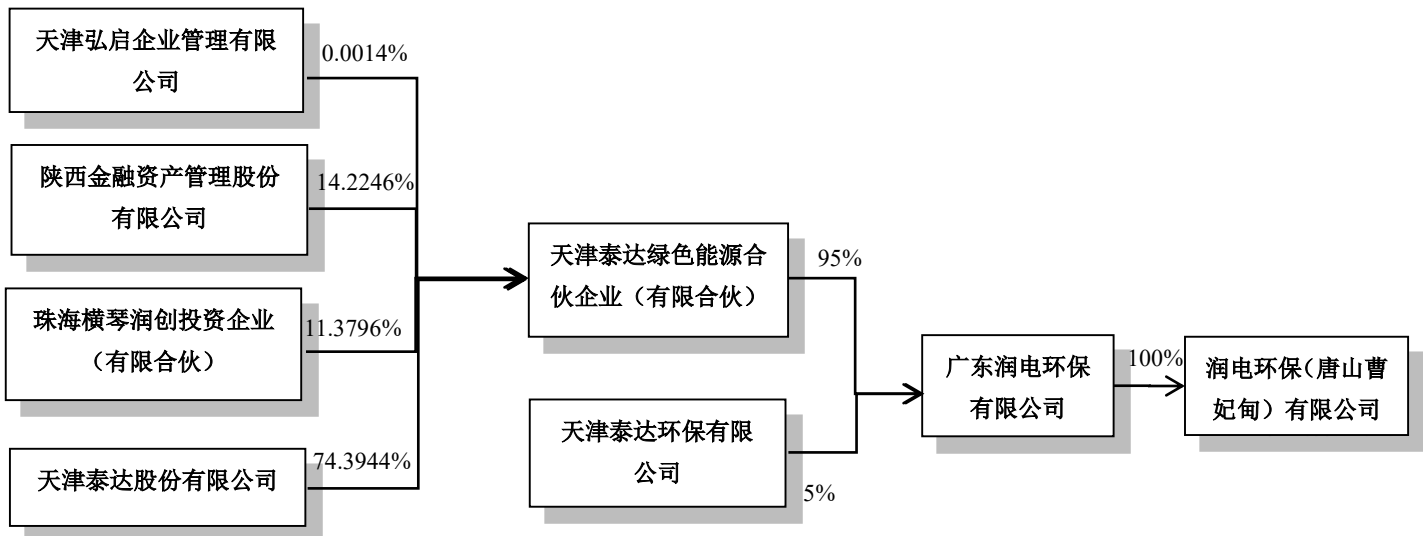 天津弘启企业管理有限
公司
0.0014%
陕西金融资产管理股份
有限公司
14.2246%
珠海横琴润创投资企业
（有限合伙）
11.3796%
天津泰达股份有限公司
74.3944%
天津泰达绿色能源合
伙企业（有限合伙）
95%
天津泰达环保有限
公司
5%
广东润电环保
有限公司
100%
润电环保（唐山曹
妃甸）有限公司